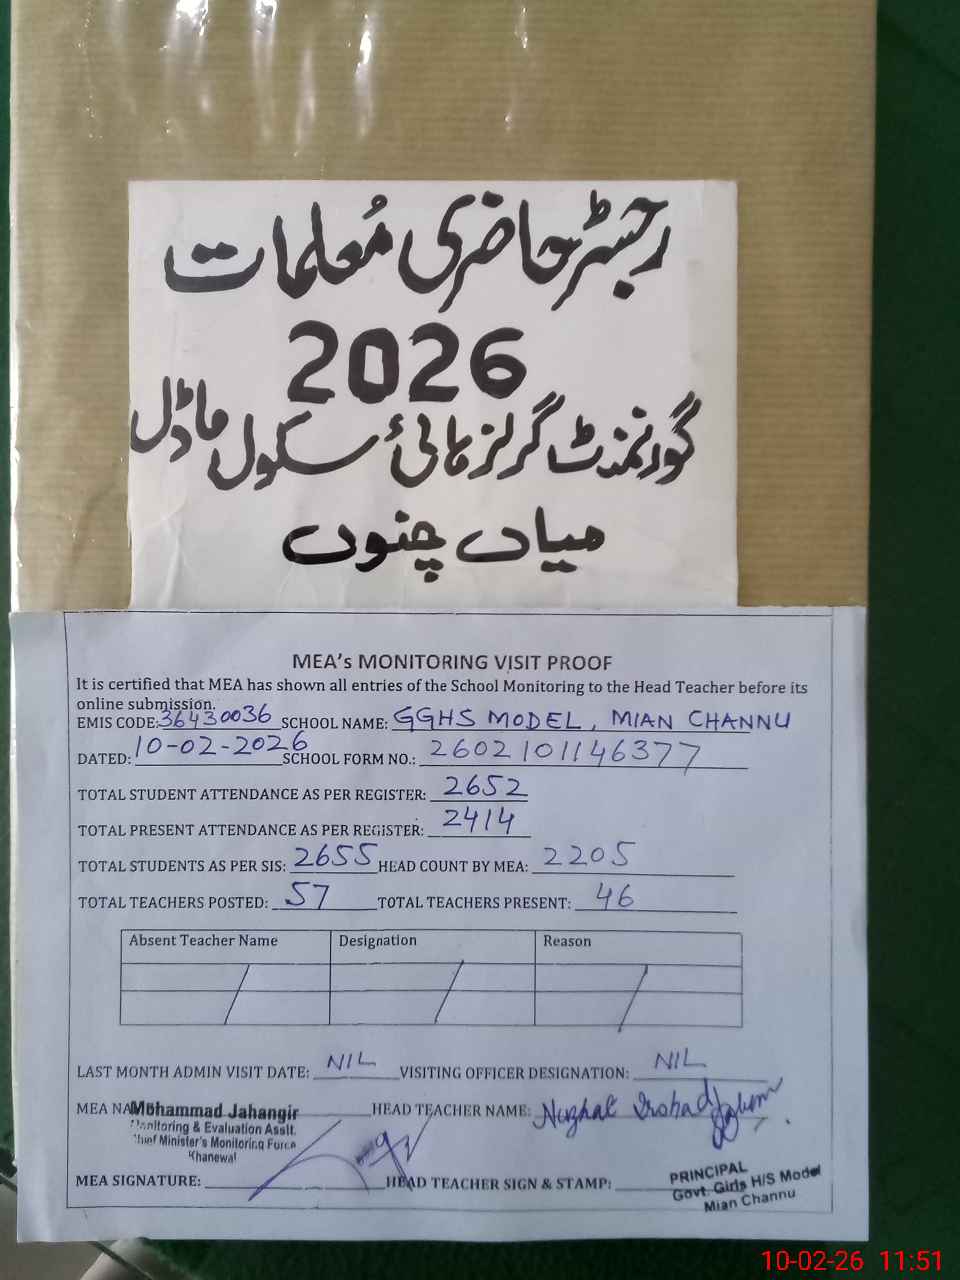 رجسٹر حاضری مُعلمات
2026
گورنمنٹ گرلز ہائی سکول ماڈل
میاں چنوں
MEA's MONITORING VISIT PROOF
It is certified that MEA has shown all entries of the School Monitoring to the Head Teacher before its
online submission.
EMIS CODE: 36430036 SCHOOL NAME: GGHS MODEL, MIAN CHANNU
DATED: 10-02-2026 SCHOOL FORM NO.: 2602101146377
TOTAL STUDENT ATTENDANCE AS PER REGISTER: 2652
TOTAL PRESENT ATTENDANCE AS PER REGISTER: 2414
TOTAL STUDENTS AS PER SIS: 2655 HEAD COUNT BY MEA: 2205
TOTAL TEACHERS POSTED: 57 TOTAL TEACHERS PRESENT: 46
Absent Teacher Name Designation Reason
LAST MONTH ADMIN VISIT DATE: NIL VISITING OFFICER DESIGNATION: NIL
MEA NA Muhammad Jahangir HEAD TEACHER NAME: Nuzhat Irshad
Monitoring & Evaluation Asstt.
Chief Minister's Monitoring Force
Khanewal
MEA SIGNATURE: HEAD TEACHER SIGN & STAMP:
PRINCIPAL
Govt. Girls H/S Model
Mian Channu
10-02-26 11:51